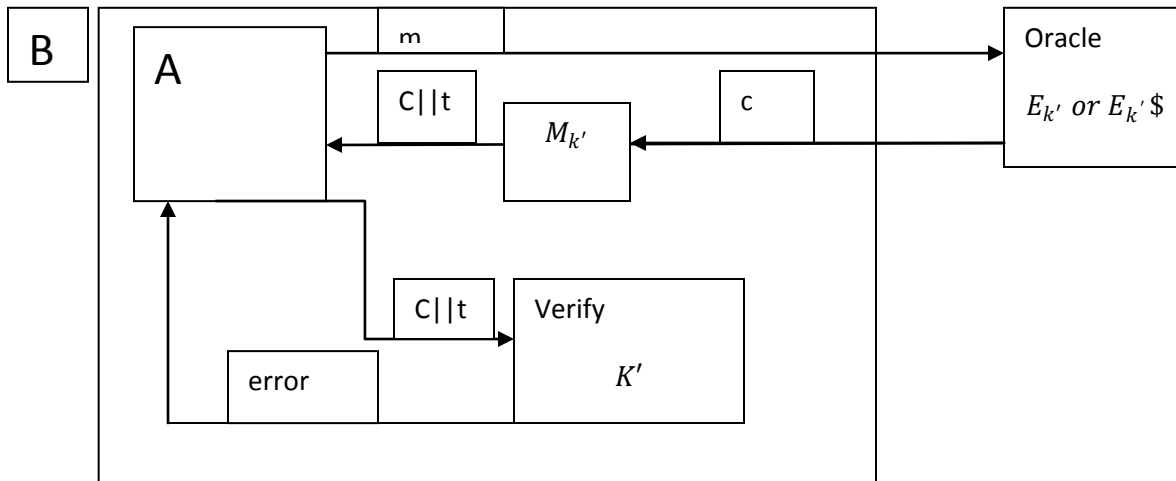 B
A
m
Oracle
E_{k'} or E_{k'} $
C||t
M_{k'}
c
C||t
Verify
K'
error